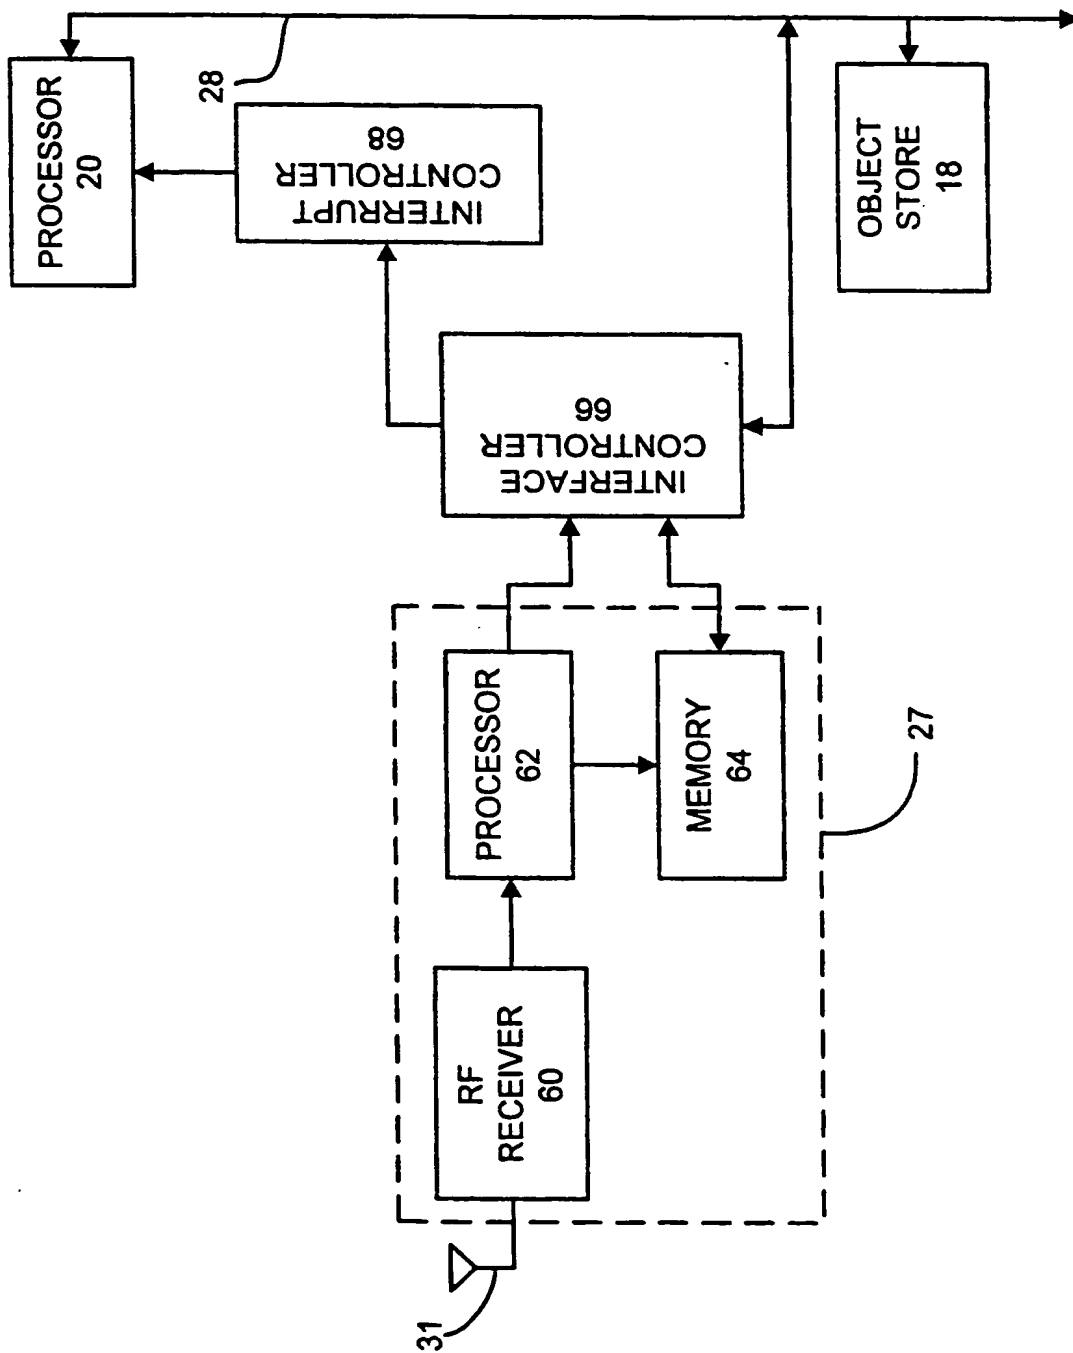 PROCESSOR
20
28
INTERRUPT
CONTROLLER
68
INTERFACE
CONTROLLER
66
OBJECT
STORE
18
PROCESSOR
62
MEMORY
64
RF
RECEIVER
60
27
31